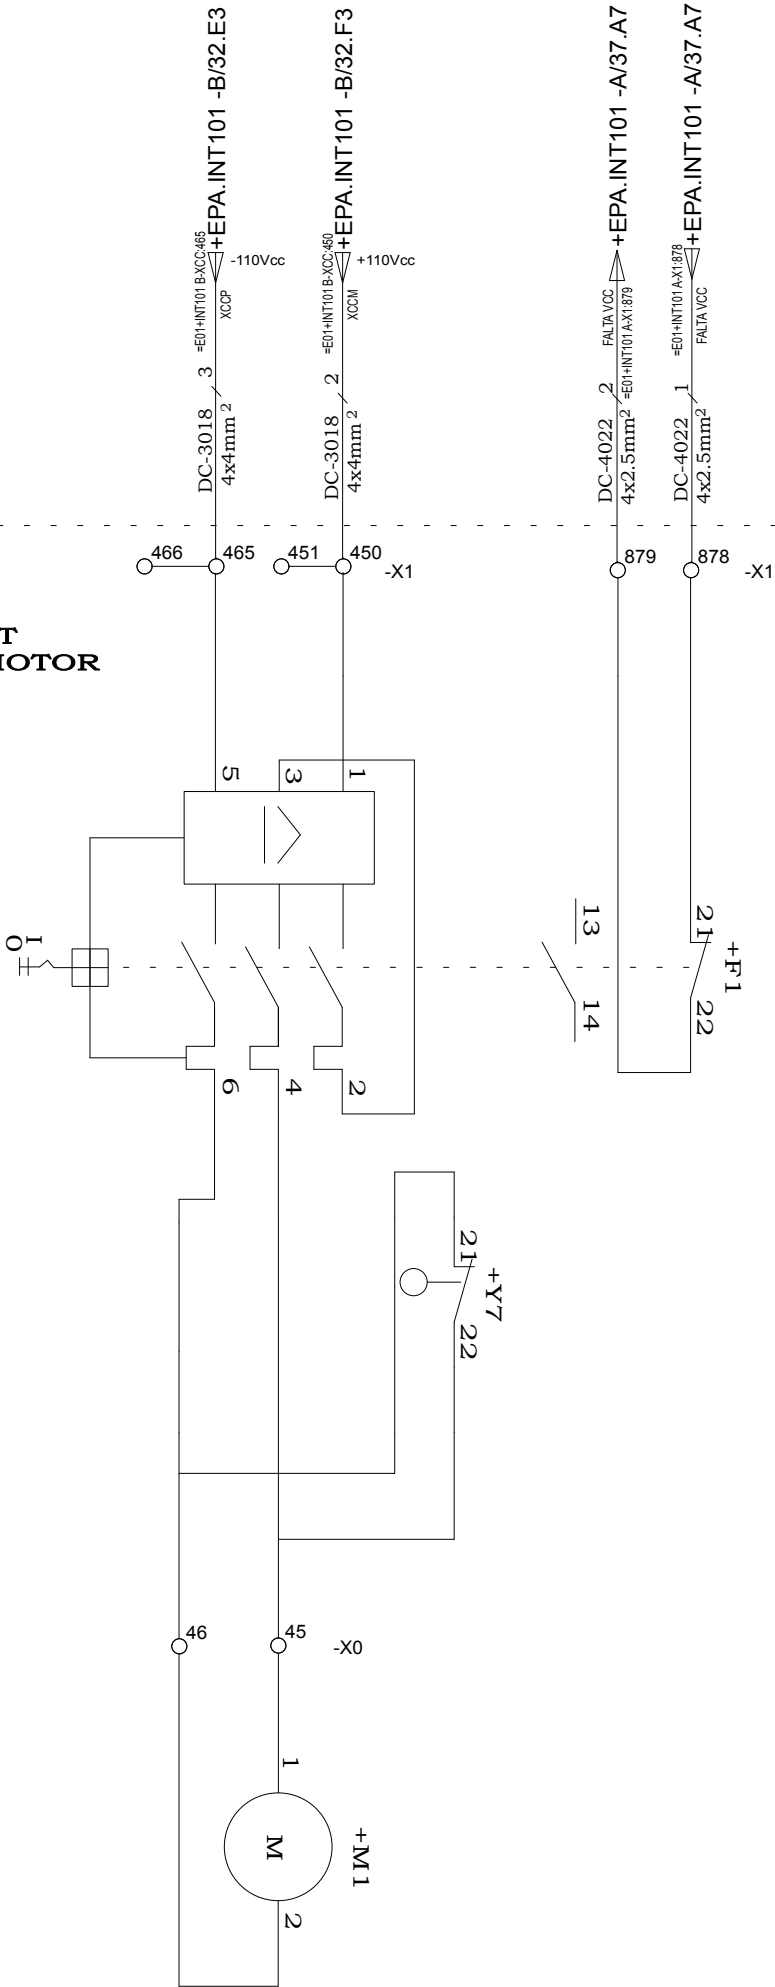 +EPA.INT101 -B/32.E3
+EPA.INT101 -B/32.F3
+EPA.INT101 -A/37.A7
+EPA.INT101 -A/37.A7
=E01+INT101 B-XCC:465
-110Vcc
XCCP
=E01+INT101 B-XCC:450
+110Vcc
XCCM
FALTA VCC
=E01+INT101 A-X1:879
=E01+INT101 A-X1:878
FALTA VCC
3
DC-3018
4x4mm²
2
DC-3018
4x4mm²
2
DC-4022
4x2.5mm²
1
DC-4022
4x2.5mm²
466
465
451
450
-X1
879
878
-X1
T
MOTOR
5
3
1
13
14
21
22
+F1
I
O
6
4
2
21
22
+Y7
46
45
-X0
1
M
+M1
2